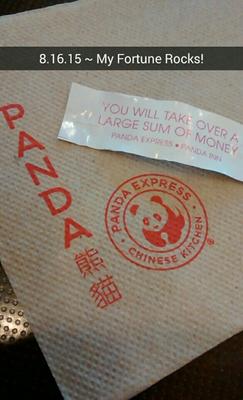 8.16.15 ~ My Fortune Rocks!
YOU WILL TAKE OVER A
LARGE SUM OF MONEY
PANDA EXPRESS • PANDA INN
PANDA
熊貓
PANDA EXPRESS
CHINESE KITCHEN
®